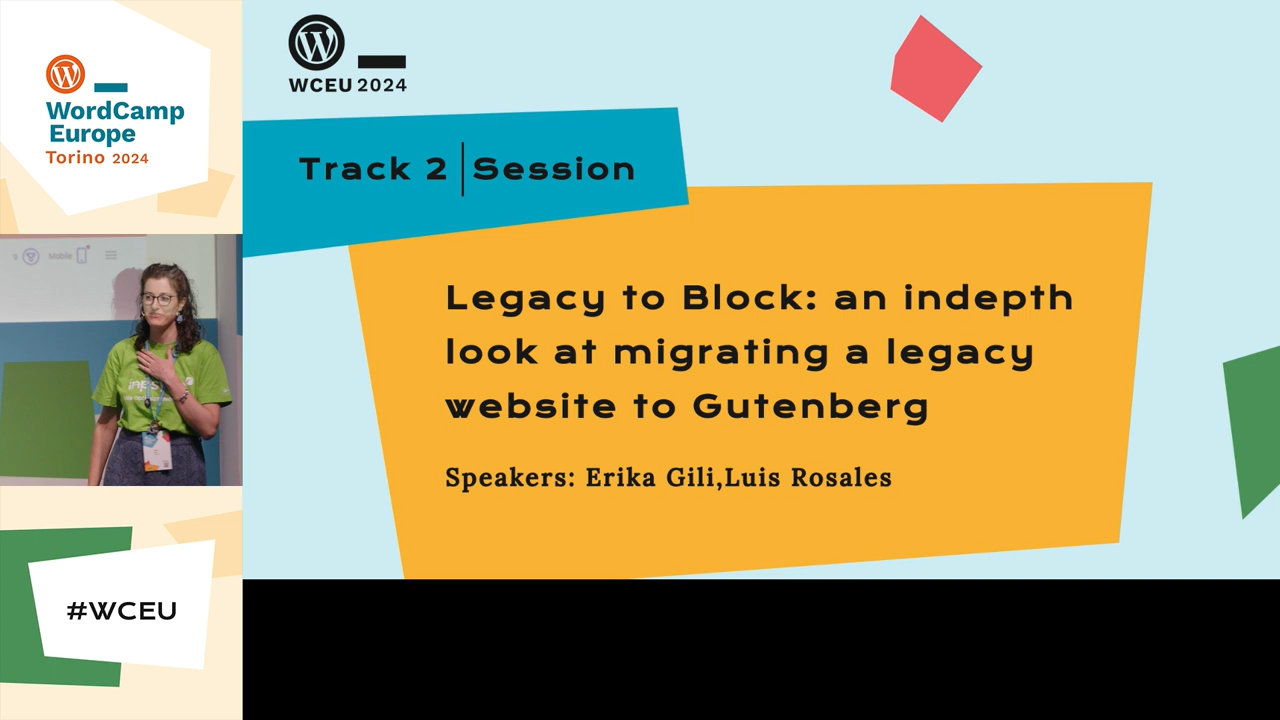 WordCamp
Europe
Torino 2024
Mobile
#WCEU
WCEU 2024
Track 2 | Session
Legacy to Block: an indepth
look at migrating a legacy
website to Gutenberg
Speakers: Erika Gili,Luis Rosales